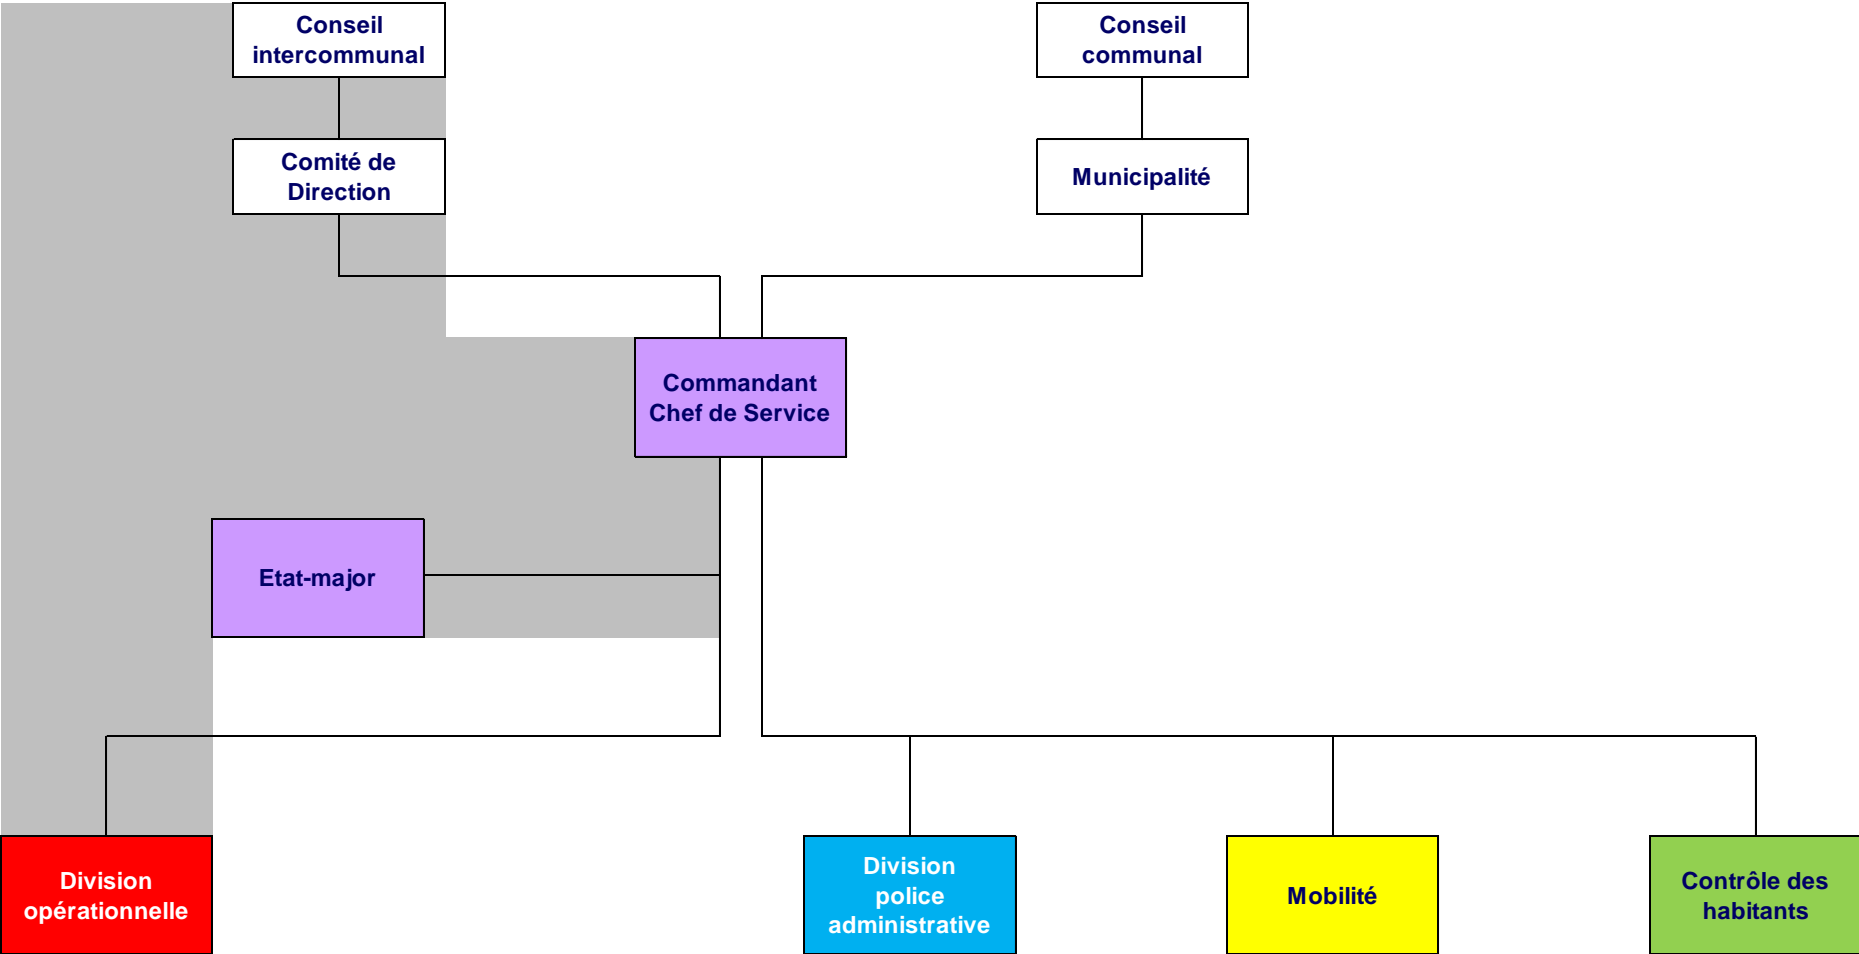 Conseil
intercommunal
Conseil
communal
Comité de
Direction
Municipalité
Commandant
Chef de Service
Etat-major
Division
opérationnelle
Division
police
administrative
Mobilité
Contrôle des
habitants